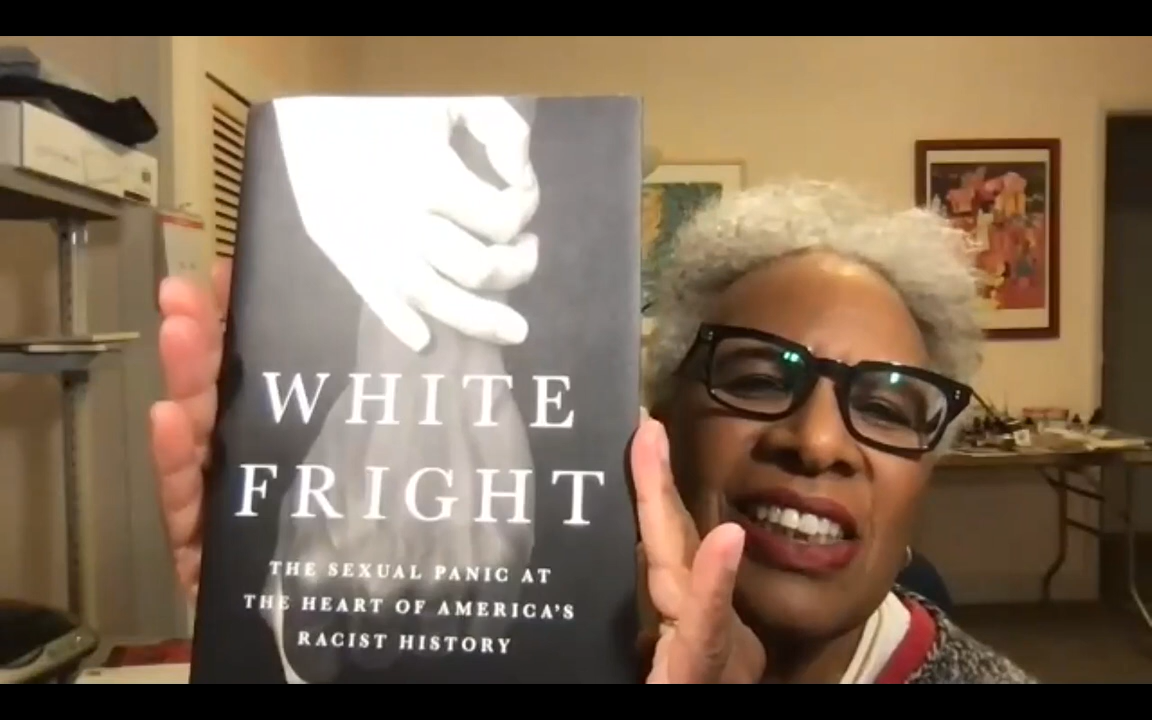 WHITE
FRIGHT
THE SEXUAL PANIC AT
THE HEART OF AMERICA'S
RACIST HISTORY